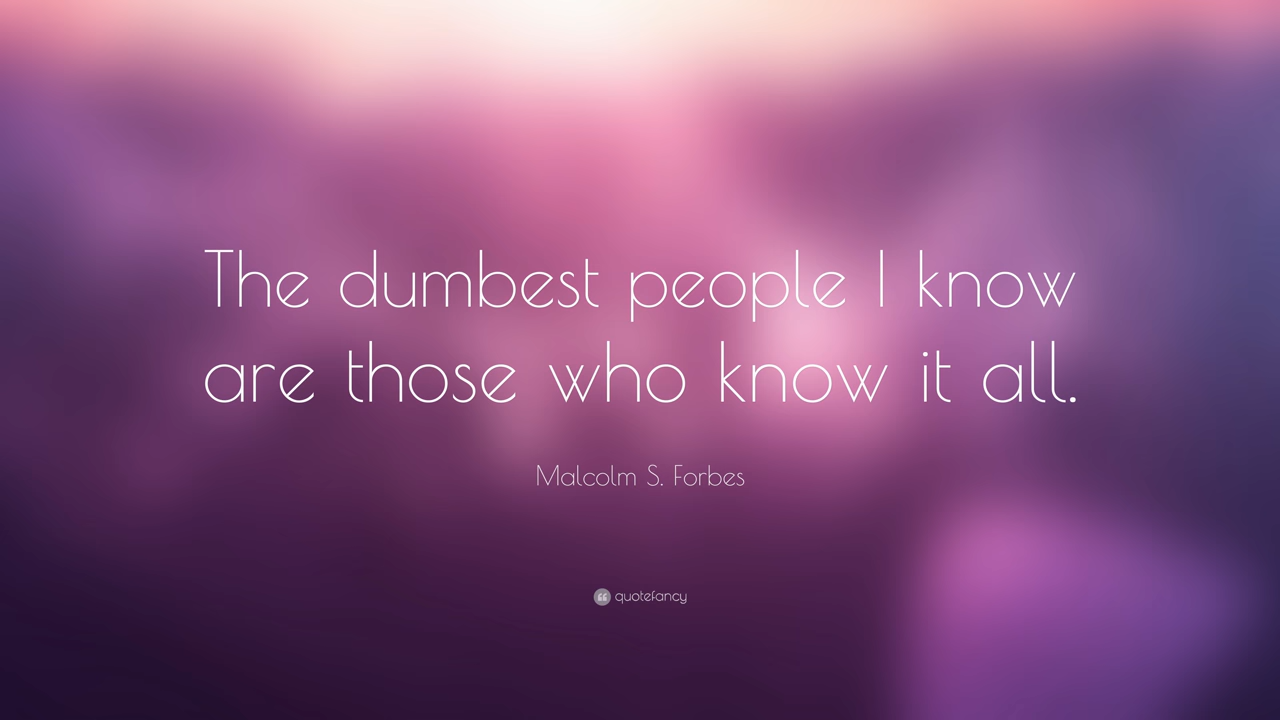 The dumbest people I know
are those who know it all.
Malcolm S. Forbes
quotefancy